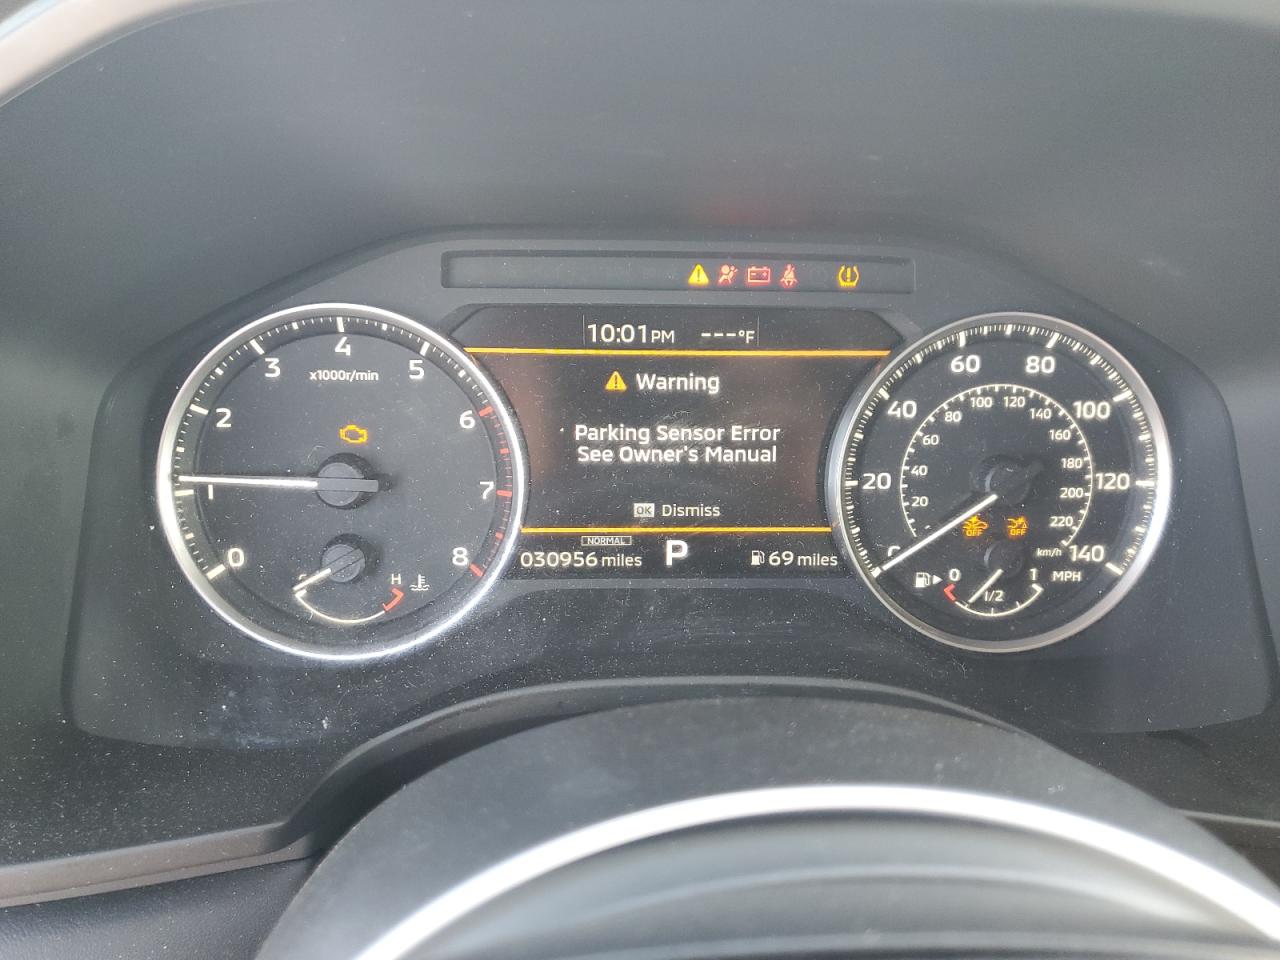 10:01PM ---°F
Warning
Parking Sensor Error
See Owner's Manual
OK Dismiss
NORMAL
030956 miles P 69 miles
0
1
2
3
4
5
6
7
8
x1000r/min
H
0
20
40
60
80
100
120
140
MPH
20
40
60
80
100
120
140
160
180
200
220
km/h
OFF
OFF
0
1/2
1